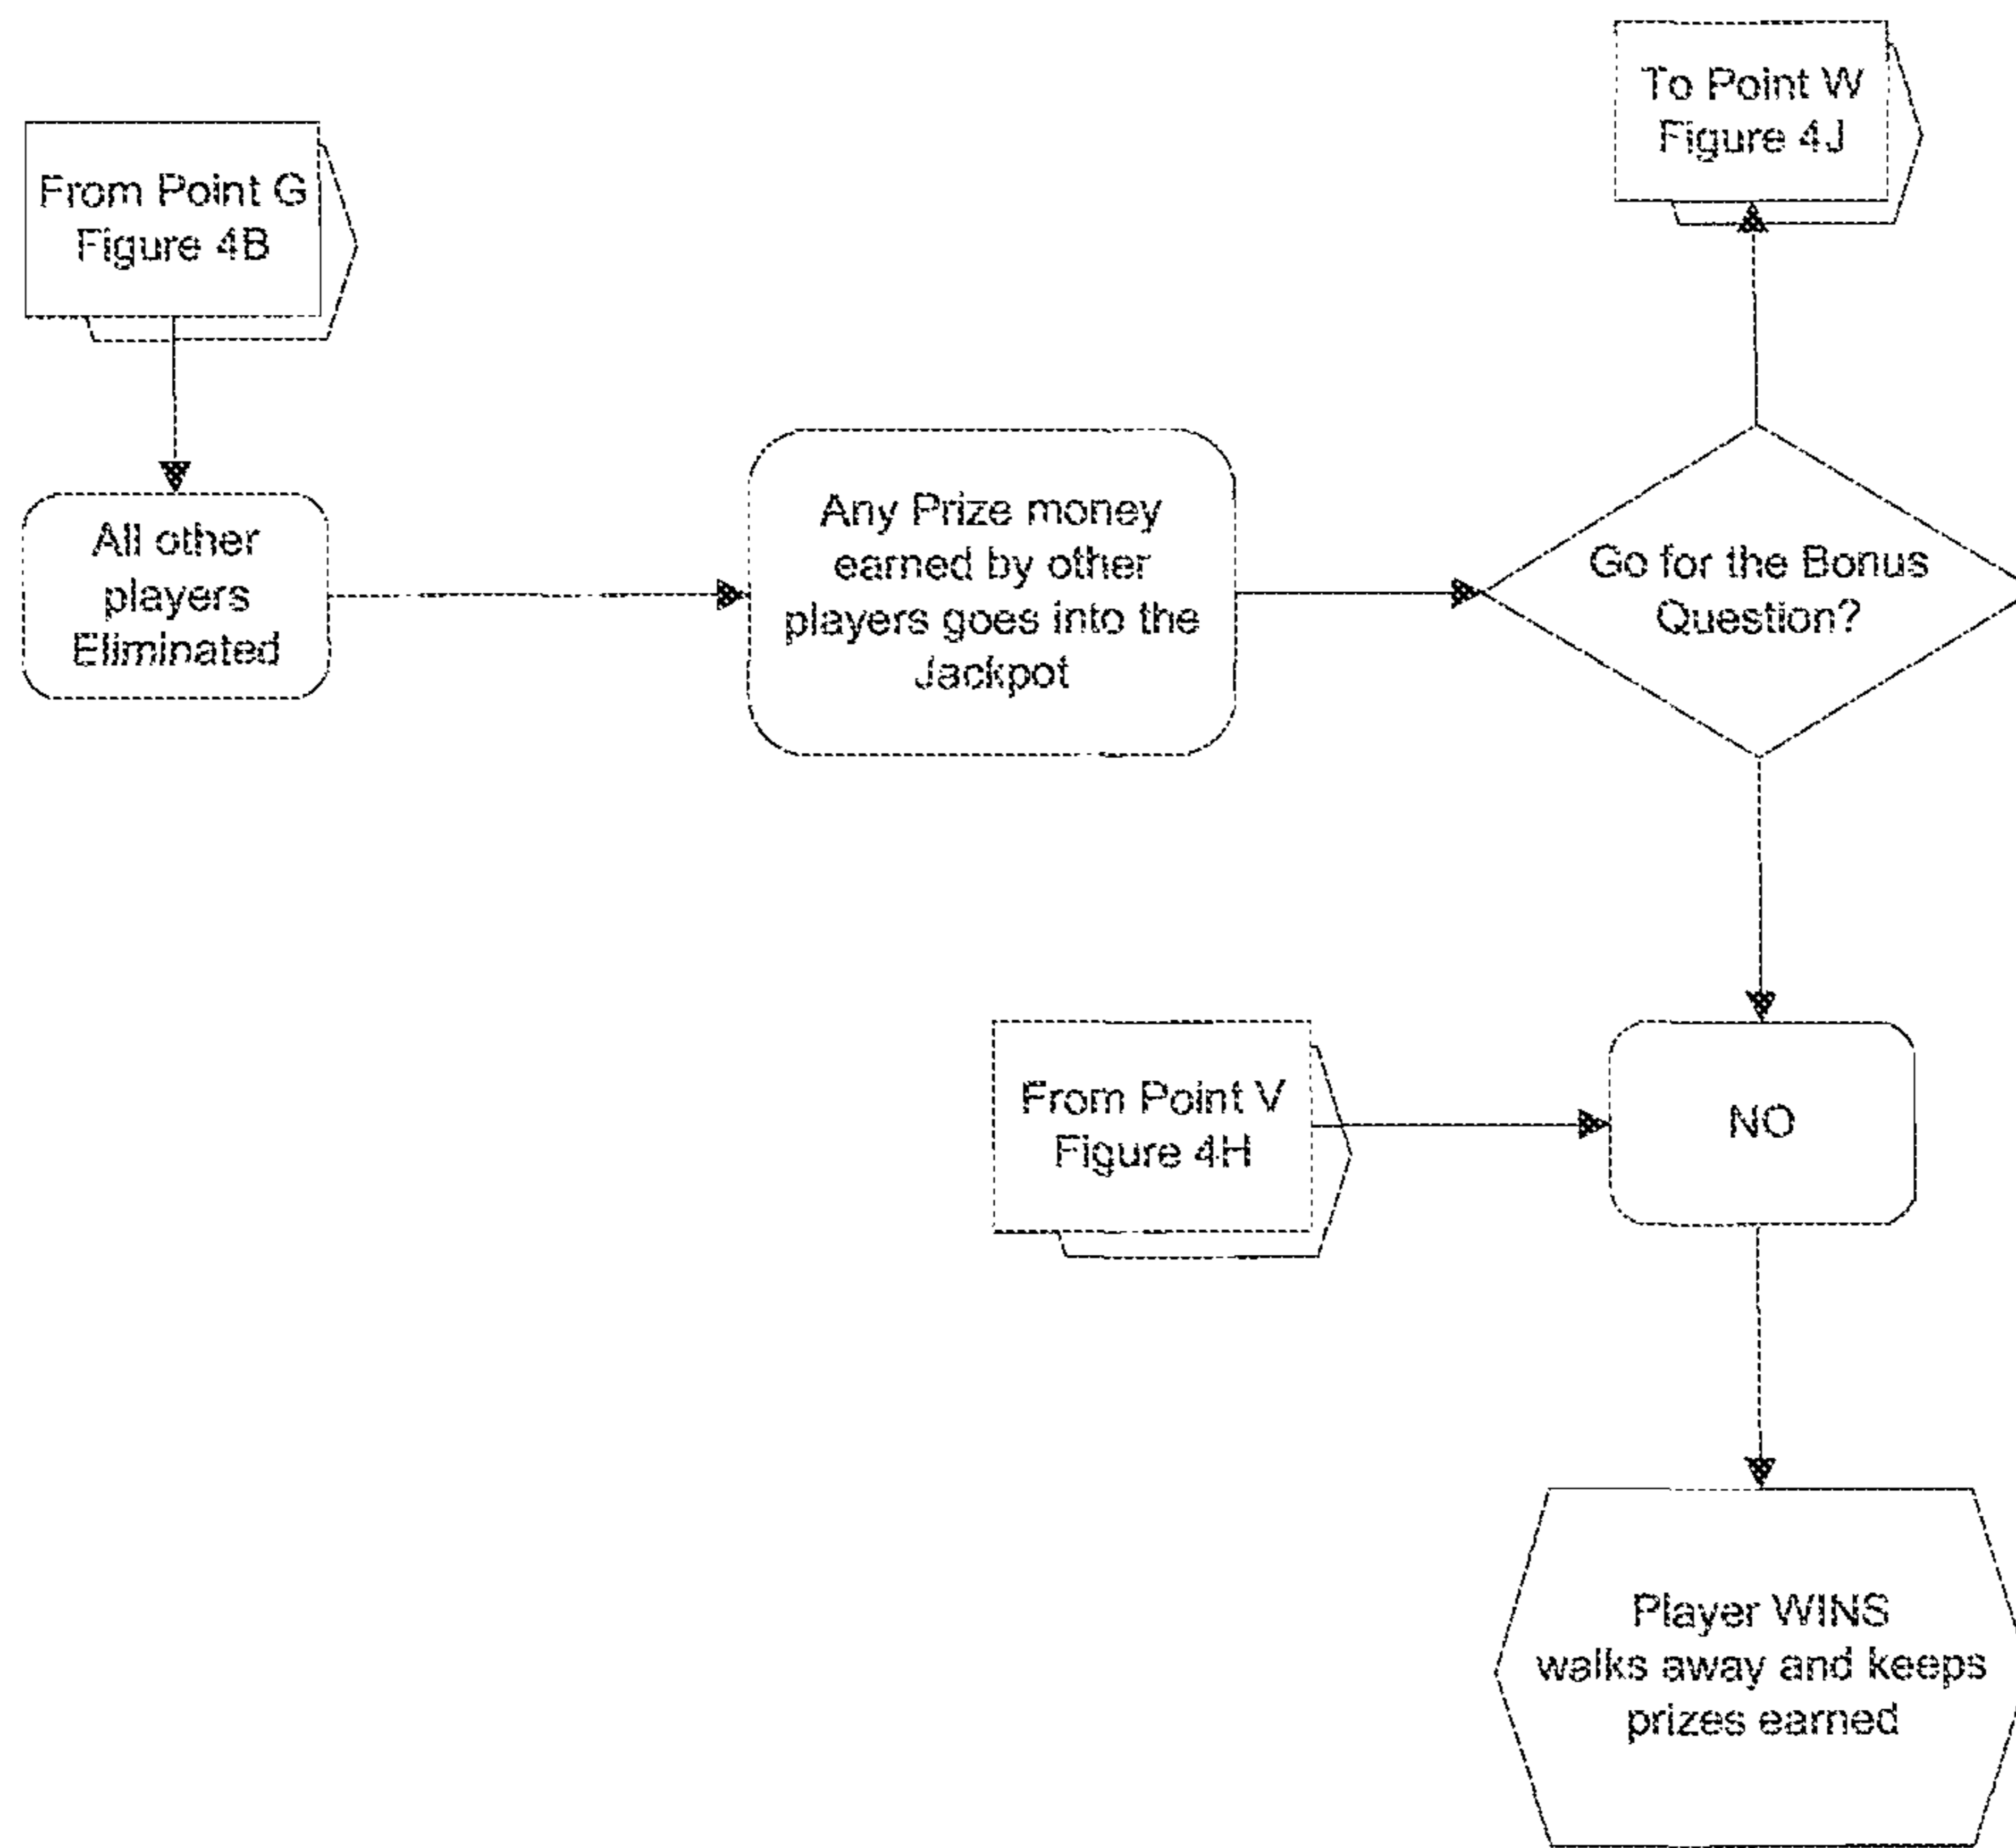 To Point W
Figure 4J
From Point G
Figure 4B
All other
players
Eliminated
Any Prize money
earned by other
players goes into the
Jackpot
Go for the Bonus
Question?
From Point V
Figure 4H
NO
Player WINS
walks away and keeps
prizes earned